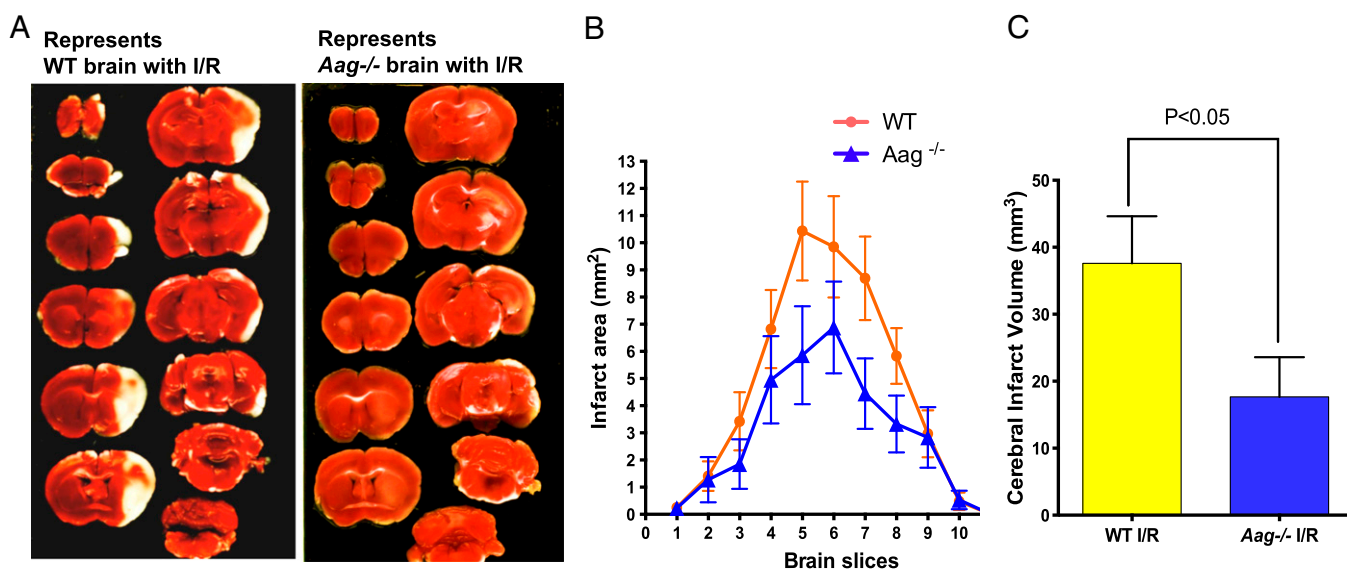 A
Represents
WT brain with I/R
Represents
Aag-/- brain with I/R
B
WT
Aag -/-
Infarct area (mm2)
13
12
11
10
9
8
7
6
5
4
3
2
1
0
0 1 2 3 4 5 6 7 8 9 10
Brain slices
C
P<0.05
Cerebral Infarct Volume (mm3)
50
40
30
20
10
0
WT I/R
Aag-/- I/R